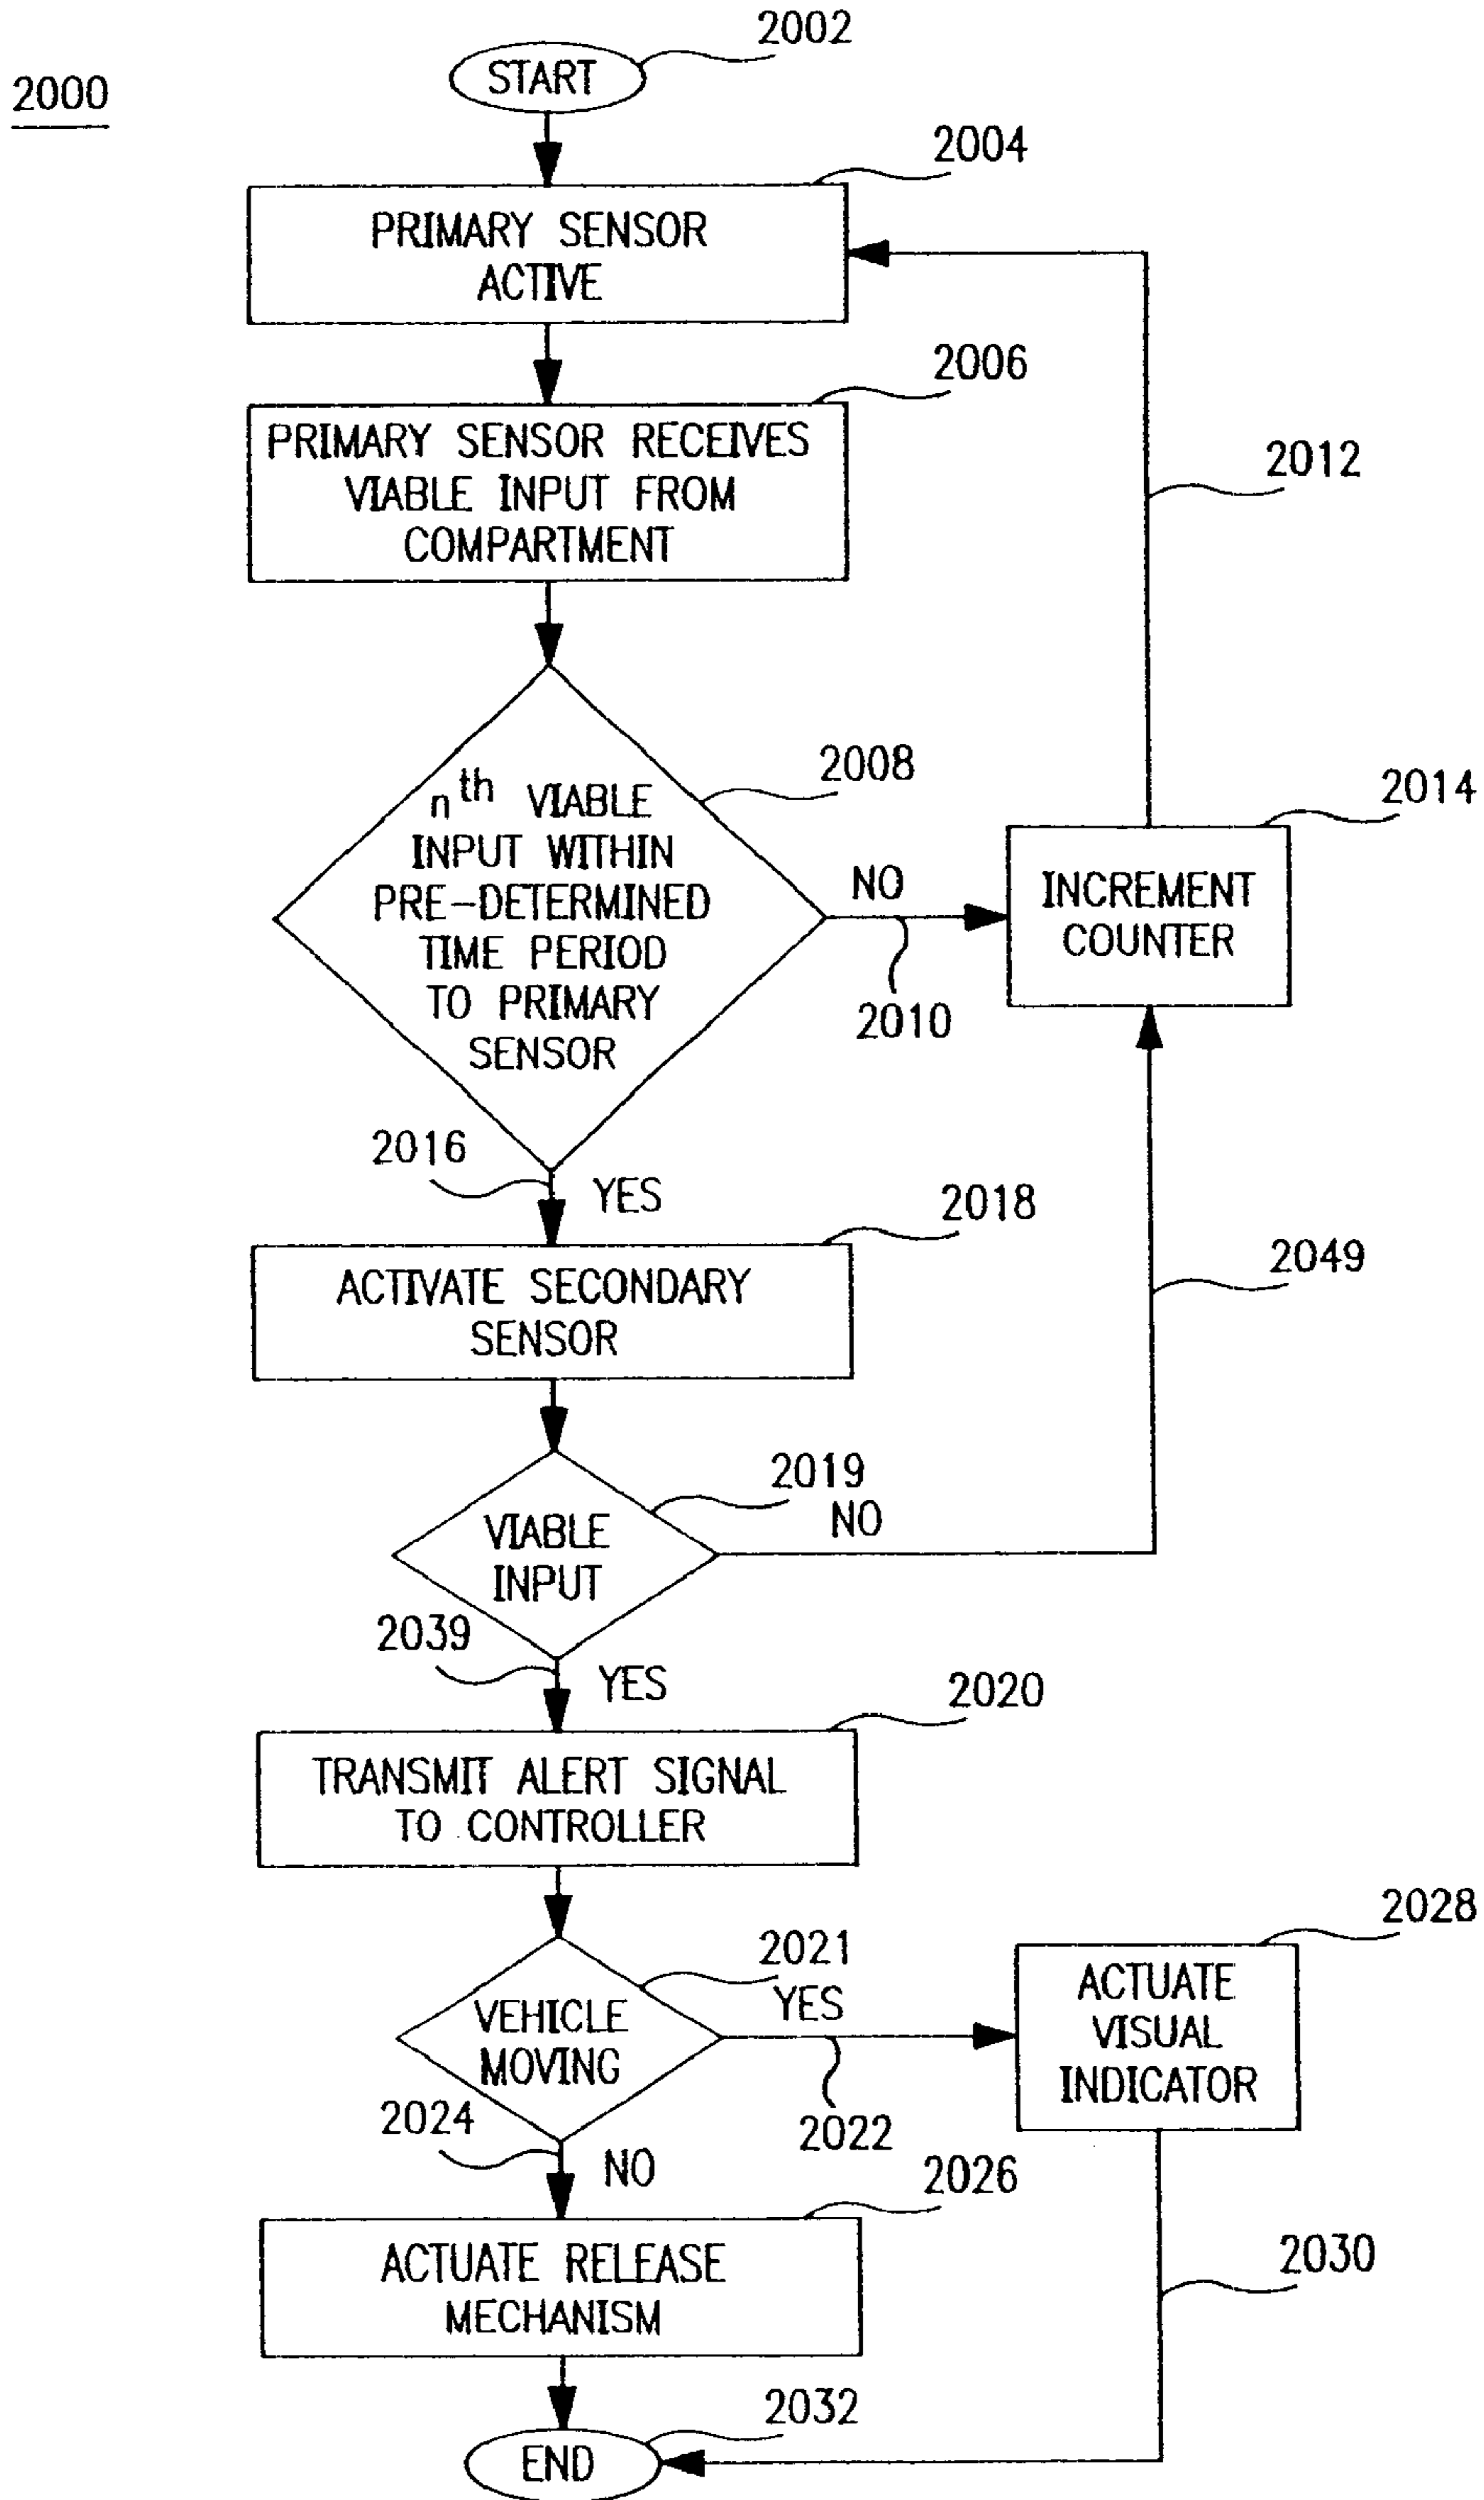 2000
START
2002
2004
PRIMARY SENSOR
ACTIVE
2006
PRIMARY SENSOR RECEIVES
VIABLE INPUT FROM
COMPARTMENT
2012
2008
nth VIABLE
INPUT WITHIN
PRE-DETERMINED
TIME PERIOD
TO PRIMARY
SENSOR
NO
2010
2014
INCREMENT
COUNTER
2016
YES
2018
ACTIVATE SECONDARY
SENSOR
2049
2019
NO
VIABLE
INPUT
2039
YES
2020
TRANSMIT ALERT SIGNAL
TO CONTROLLER
2021
YES
VEHICLE
MOVING
2022
2028
ACTUATE
VISUAL
INDICATOR
2024
NO
2026
ACTUATE RELEASE
MECHANISM
2030
2032
END